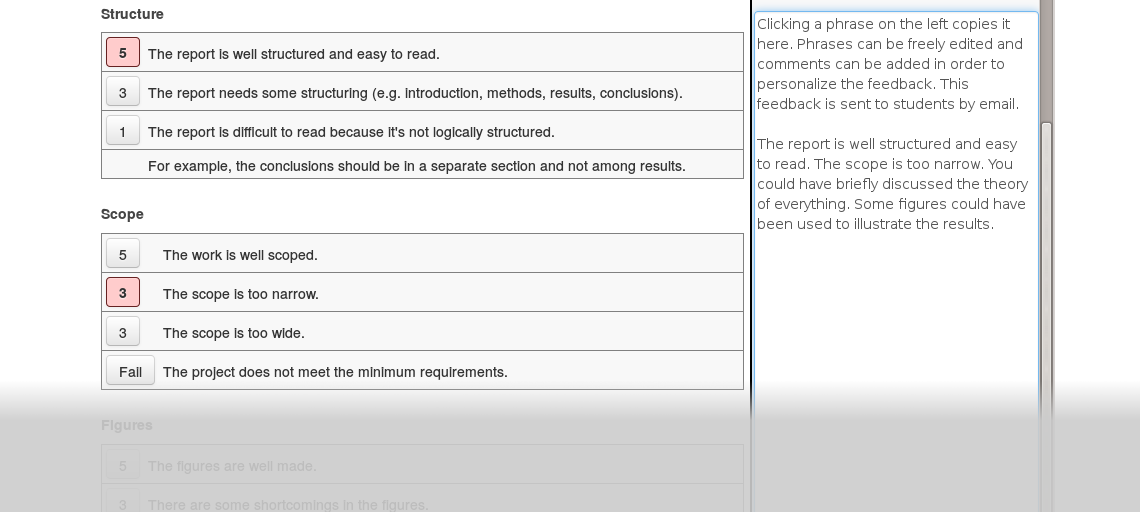 Structure
5 The report is well structured and easy to read.
3 The report needs some structuring (e.g. introduction, methods, results, conclusions).
1 The report is difficult to read because it's not logically structured.
For example, the conclusions should be in a separate section and not among results.
Scope
5 The work is well scoped.
3 The scope is too narrow.
3 The scope is too wide.
Fail The project does not meet the minimum requirements.
Figures
5 The figures are well made.
3 There are some shortcomings in the figures.
Clicking a phrase on the left copies it
here. Phrases can be freely edited and
comments can be added in order to
personalize the feedback. This
feedback is sent to students by email.
The report is well structured and easy
to read. The scope is too narrow. You
could have briefly discussed the theory
of everything. Some figures could have
been used to illustrate the results.